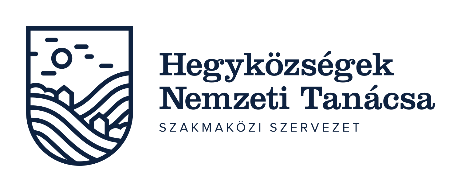 Hegyközségek
Nemzeti Tanácsa
SZAKMAKÖZI SZERVEZET